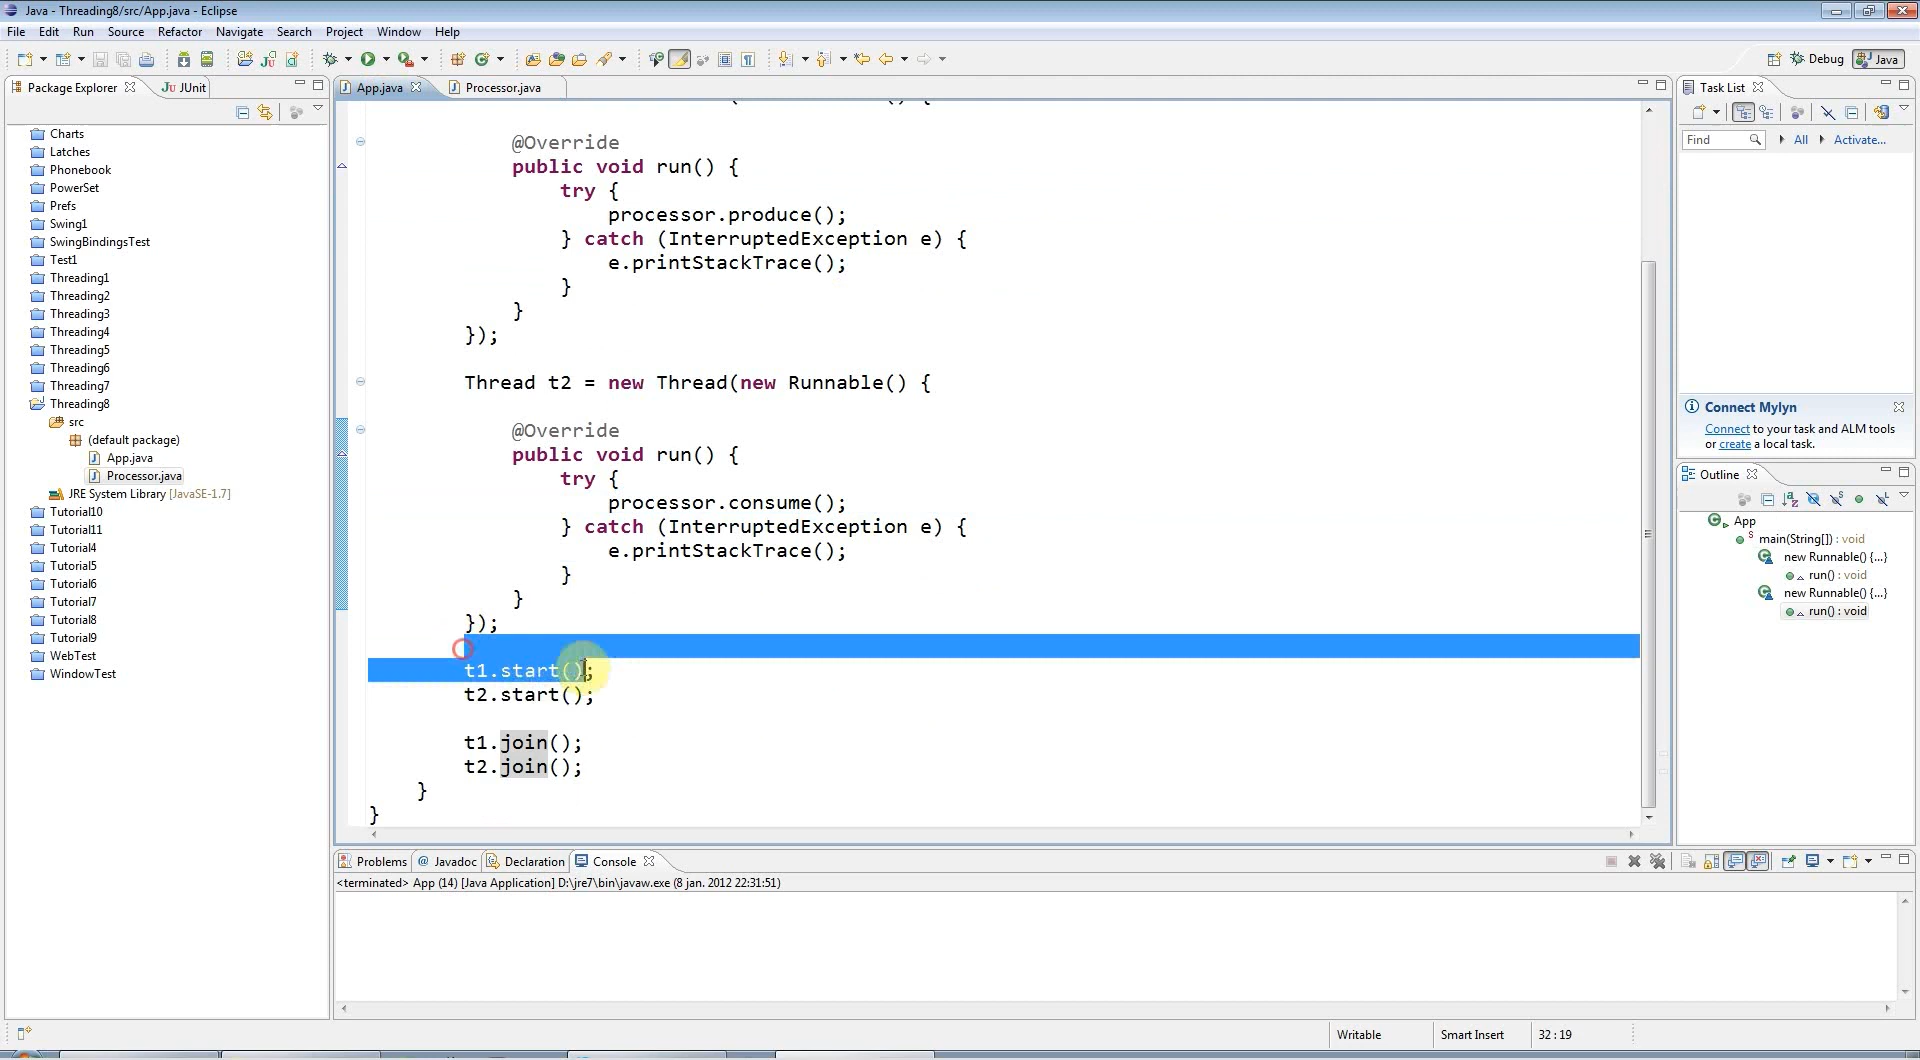 Java - Threading8/src/App.java - Eclipse
File Edit Run Source Refactor Navigate Search Project Window Help
Debug Java
Package Explorer JUnit
Charts
Latches
Phonebook
PowerSet
Prefs
Swing1
SwingBindingsTest
Test1
Threading1
Threading2
Threading3
Threading4
Threading5
Threading6
Threading7
Threading8
src
(default package)
App.java
Processor.java
JRE System Library [JavaSE-1.7]
Tutorial10
Tutorial11
Tutorial4
Tutorial5
Tutorial6
Tutorial7
Tutorial8
Tutorial9
WebTest
WindowTest
App.java Processor.java
@Override
public void run() {
try {
processor.produce();
} catch (InterruptedException e) {
e.printStackTrace();
}
}
});
Thread t2 = new Thread(new Runnable() {
@Override
public void run() {
try {
processor.consume();
} catch (InterruptedException e) {
e.printStackTrace();
}
}
});
t1.start();
t2.start();
t1.join();
t2.join();
}
}
Task List
Find All Activate...
Connect Mylyn
Connect to your task and ALM tools
or create a local task.
Outline
App
main(String[]) : void
new Runnable() {...}
run() : void
new Runnable() {...}
run() : void
Problems Javadoc Declaration Console
<terminated> App (14) [Java Application] D:\jre7\bin\javaw.exe (8 jan. 2012 22:31:51)
Writable Smart Insert 32 : 19